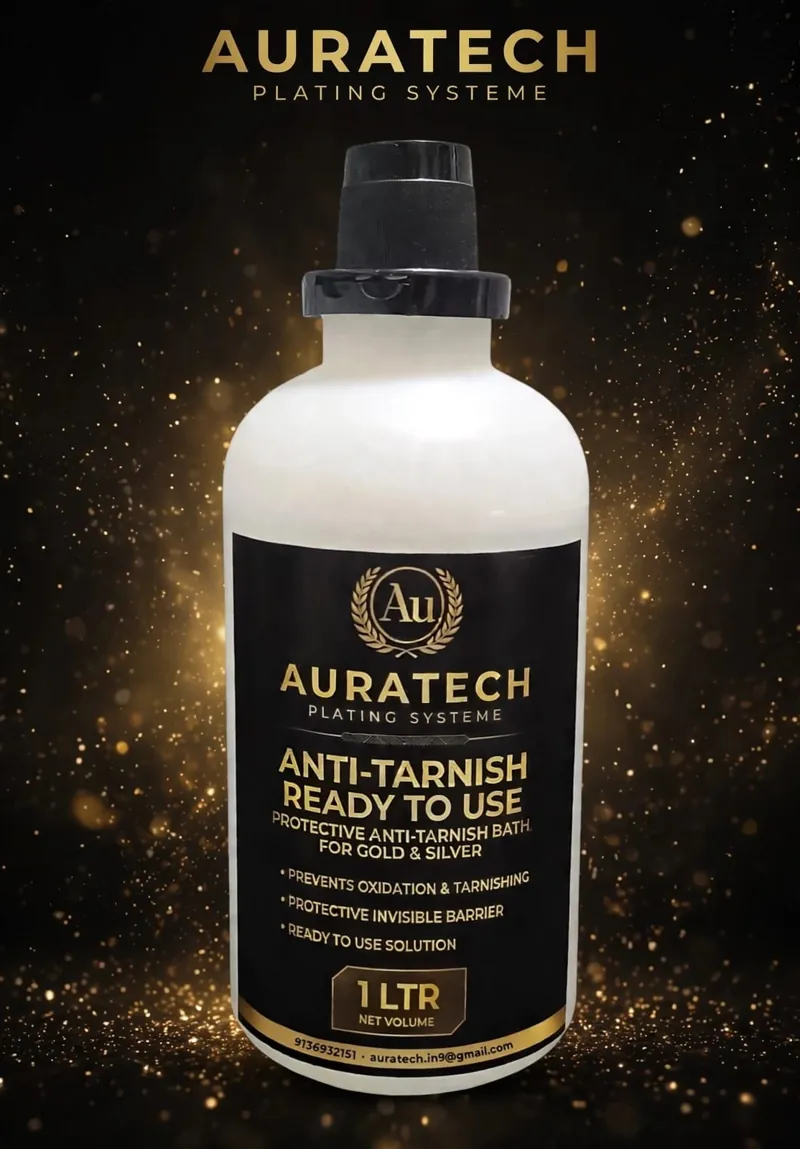 AURATECH
PLATING SYSTEME
Au
AURATECH
PLATING SYSTEME
ANTI-TARNISH
READY TO USE
PROTECTIVE ANTI-TARNISH BATH
FOR GOLD & SILVER
• PREVENTS OXIDATION & TARNISHING
• PROTECTIVE INVISIBLE BARRIER
• READY TO USE SOLUTION
1 LTR
NET VOLUME
9136932151 · auratech.in9@gmail.com